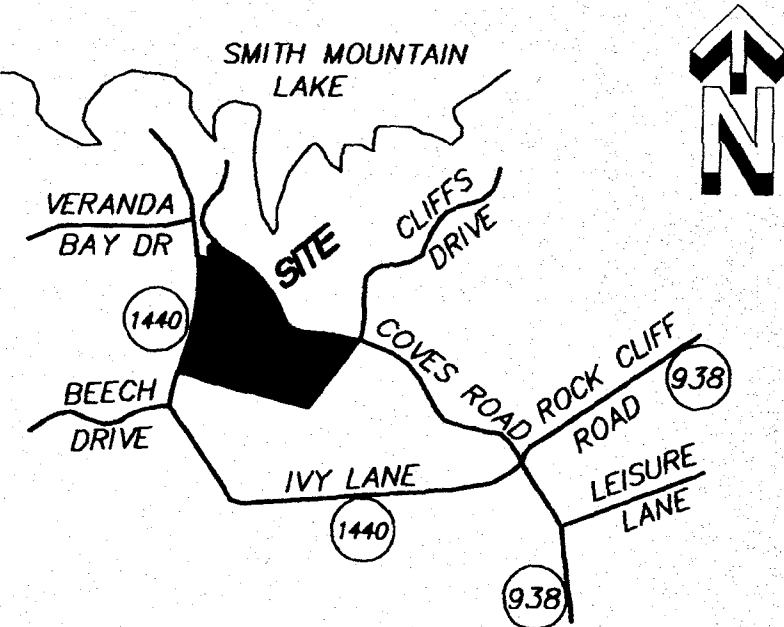 SMITH MOUNTAIN
LAKE
N
VERANDA
BAY DR
SITE
CLIFFS
DRIVE
1440
COVES ROAD
ROCK CLIFF
ROAD
938
BEECH
DRIVE
IVY LANE
1440
LEISURE
LANE
938